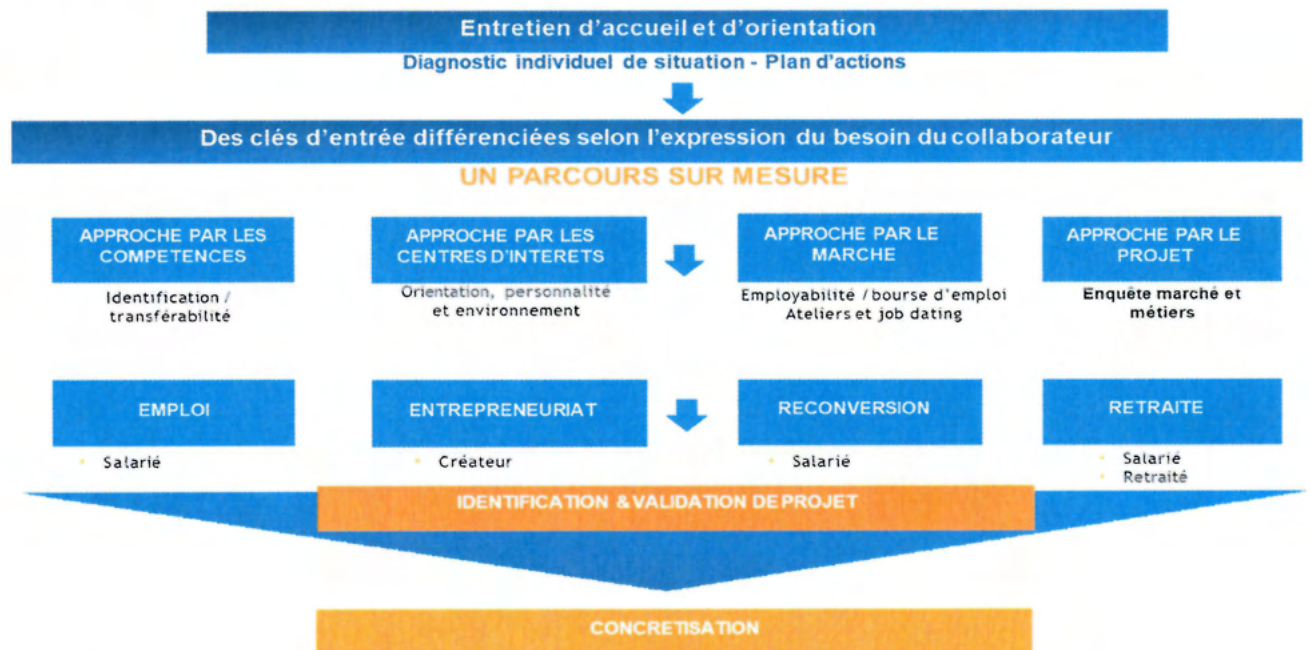 Entretien d'accueil et d'orientation
Diagnostic individuel de situation - Plan d'actions
Des clés d'entrée différenciées selon l'expression du besoin du collaborateur
UN PARCOURS SUR MESURE
APPROCHE PAR LES
COMPETENCES
Identification /
transférabilité
APPROCHE PAR LES
CENTRES D'INTERETS
Orientation, personnalité
et environnement
APPROCHE PAR LE
MARCHE
Employabilité / bourse d'emploi
Ateliers et job dating
APPROCHE PAR LE
PROJET
Enquête marché et
métiers
EMPLOI
• Salarié
ENTREPRENEURIAT
• Créateur
RECONVERSION
• Salarié
RETRAITE
• Salarié
• Retraité
IDENTIFICATION & VALIDATION DE PROJET
CONCRETISATION